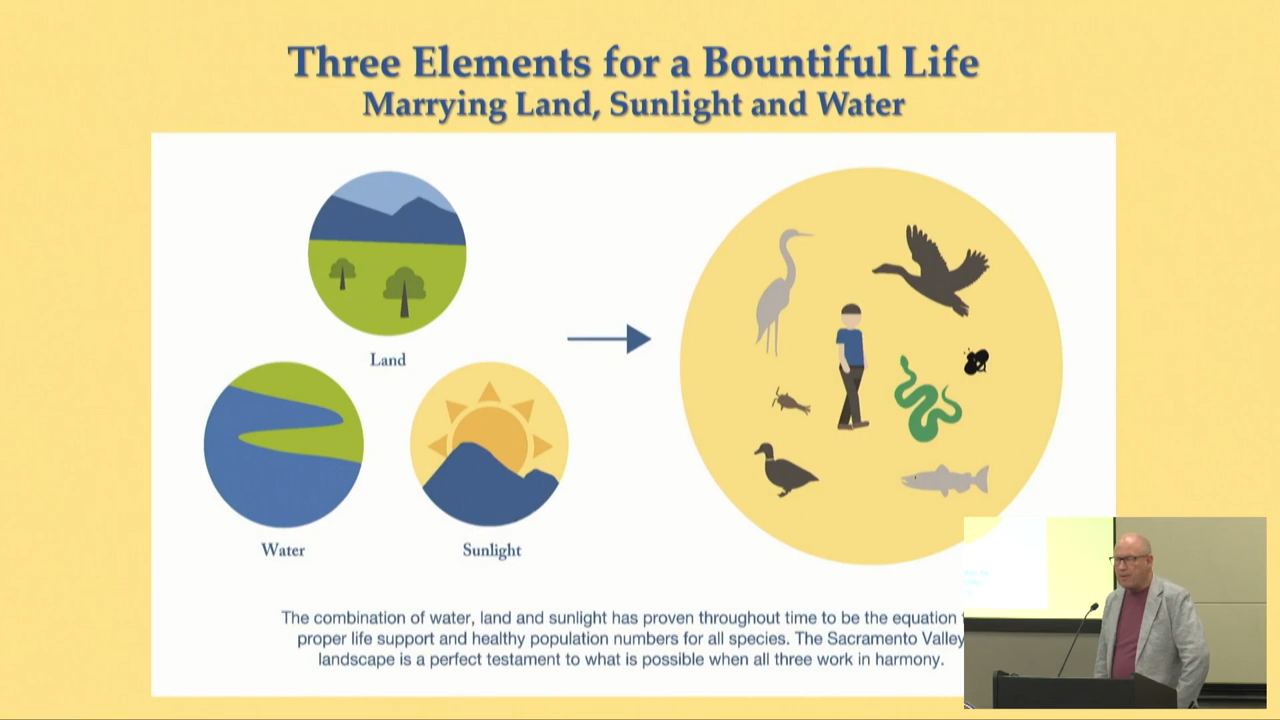 Three Elements for a Bountiful Life
Marrying Land, Sunlight and Water
Land
Water
Sunlight
The combination of water, land and sunlight has proven throughout time to be the equation
proper life support and healthy population numbers for all species. The Sacramento Valley
landscape is a perfect testament to what is possible when all three work in harmony.